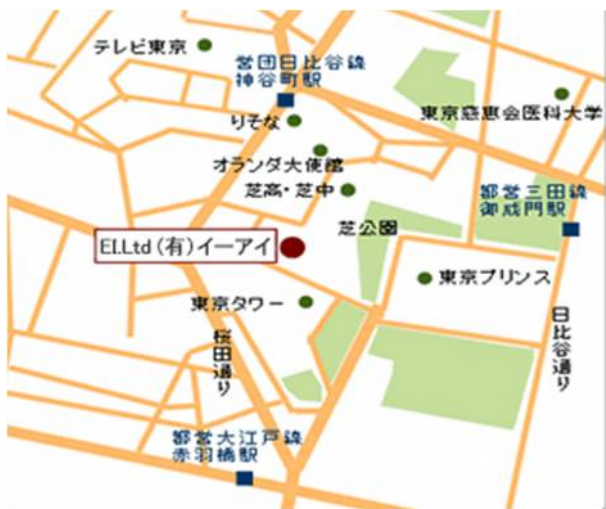 テレビ東京
営団日比谷線
神谷町駅
りそな
東京慈恵会医科大学
オランダ大使館
芝高・芝中
都営三田線
御成門駅
芝公園
EI.Ltd (有)イーアイ
東京プリンス
東京タワー
桜田通り
日比谷通り
都営大江戸線
赤羽橋駅